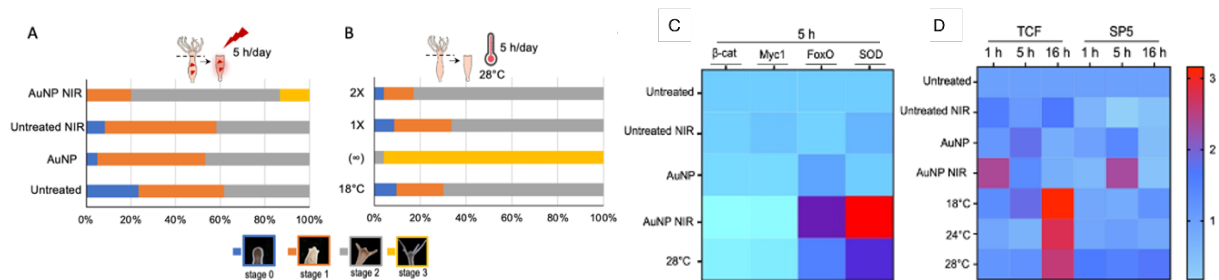 A
5 h/day
AuNP NIR
Untreated NIR
AuNP
Untreated
0% 20% 40% 60% 80% 100%
B
5 h/day
28°C
2X
1X
(∞)
18°C
0% 20% 40% 60% 80% 100%
stage 0 stage 1 stage 2 stage 3
C
5 h
β-cat Myc1 FoxO SOD
Untreated
Untreated NIR
AuNP
AuNP NIR
28°C
D
TCF SP5
1 h 5 h 16 h 1 h 5 h 16 h
Untreated
Untreated NIR
AuNP
AuNP NIR
18°C
24°C
28°C
3
2
1